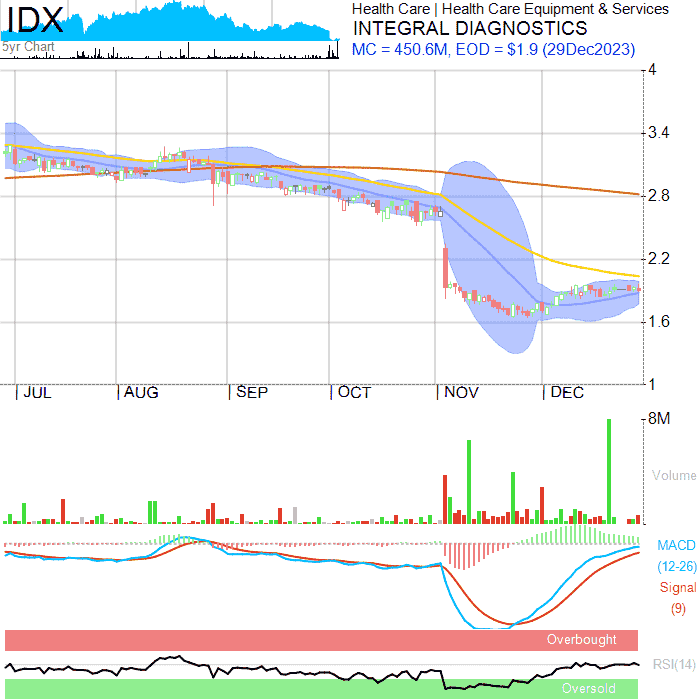 IDX
5yr Chart
Health Care | Health Care Equipment & Services
INTEGRAL DIAGNOSTICS
MC = 450.6M, EOD = $1.9 (29Dec2023)
4
3.4
2.8
2.2
1.6
1
| JUL | AUG | SEP | OCT | NOV | DEC
8M
Volume
MACD
(12-26)
Signal
(9)
Overbought
RSI(14)
Oversold